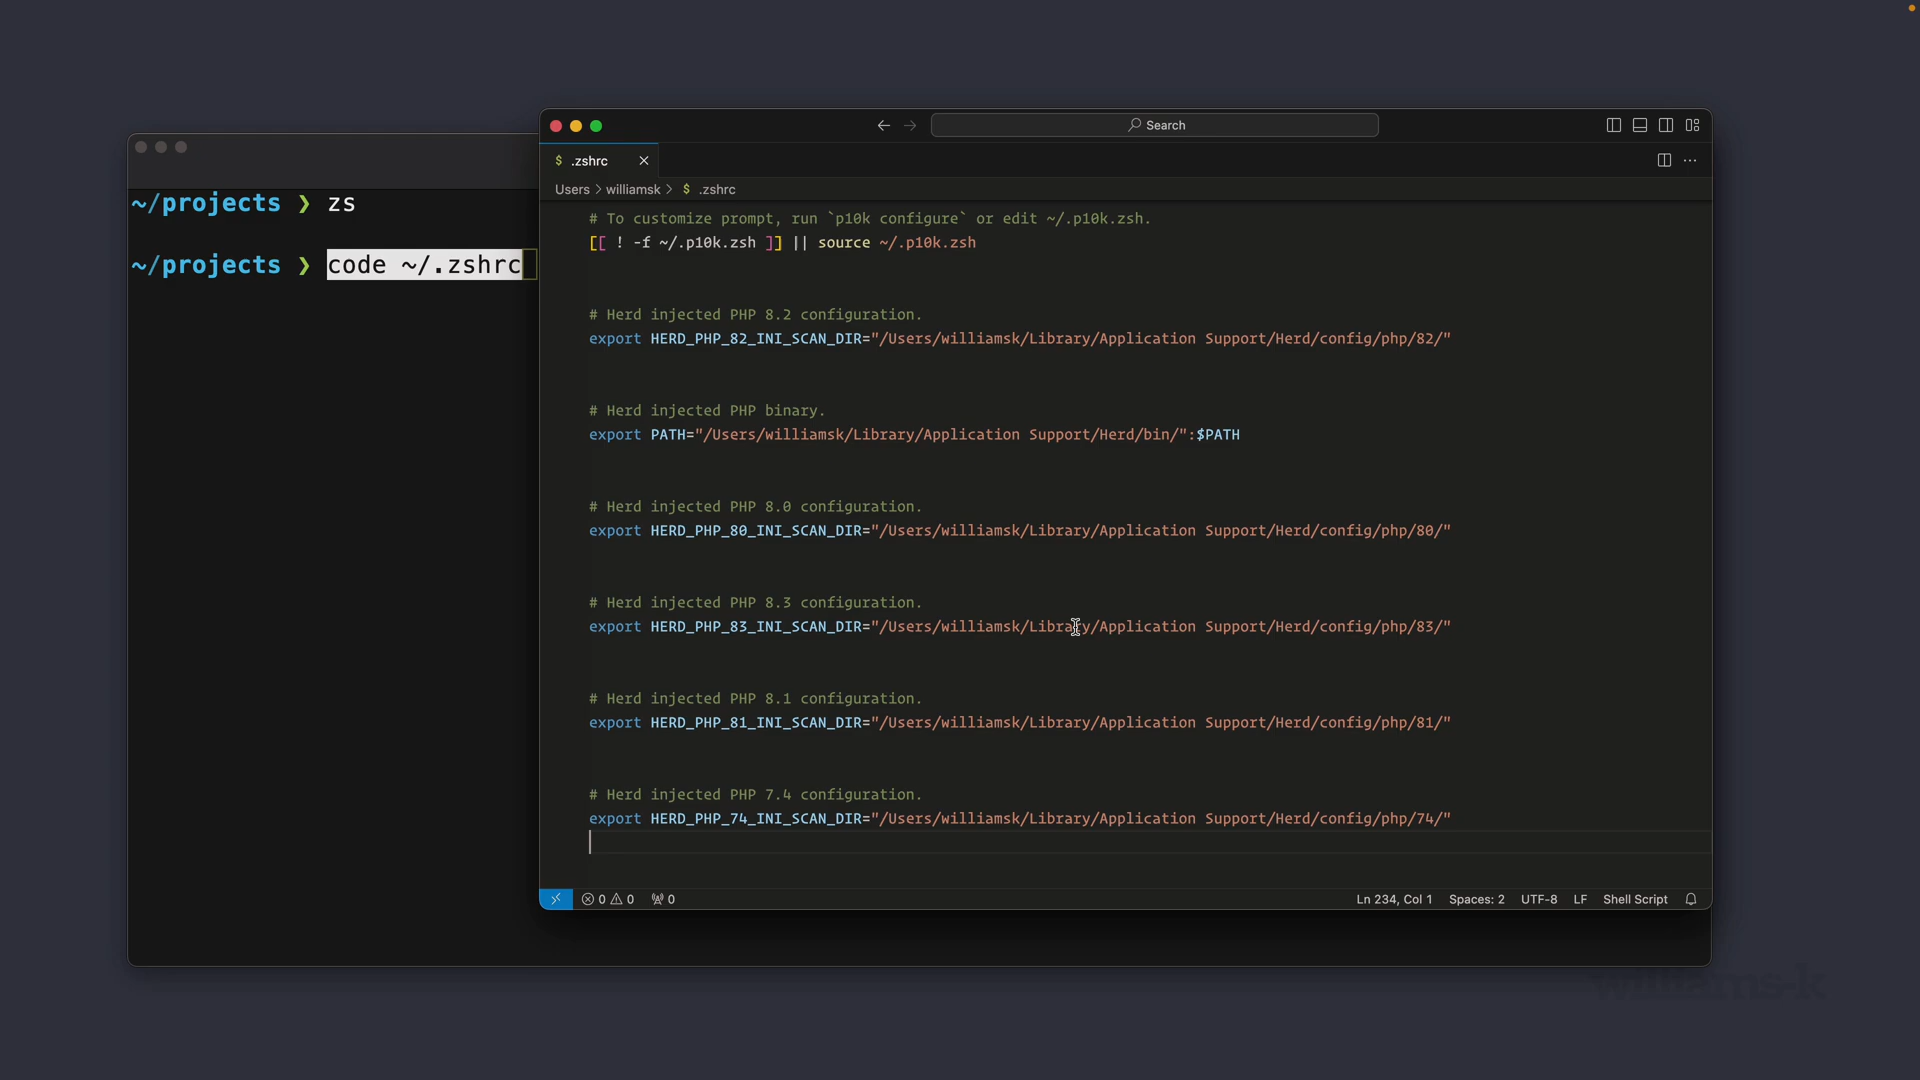 ~/projects ❯ zs
~/projects ❯ code ~/.zshrc
Search
$ .zshrc
Users > williamsk > $ .zshrc
# To customize prompt, run `p10k configure` or edit ~/.p10k.zsh.
[[ ! -f ~/.p10k.zsh ]] || source ~/.p10k.zsh
# Herd injected PHP 8.2 configuration.
export HERD_PHP_82_INI_SCAN_DIR="/Users/williamsk/Library/Application Support/Herd/config/php/82/"
# Herd injected PHP binary.
export PATH="/Users/williamsk/Library/Application Support/Herd/bin/":$PATH
# Herd injected PHP 8.0 configuration.
export HERD_PHP_80_INI_SCAN_DIR="/Users/williamsk/Library/Application Support/Herd/config/php/80/"
# Herd injected PHP 8.3 configuration.
export HERD_PHP_83_INI_SCAN_DIR="/Users/williamsk/Library/Application Support/Herd/config/php/83/"
# Herd injected PHP 8.1 configuration.
export HERD_PHP_81_INI_SCAN_DIR="/Users/williamsk/Library/Application Support/Herd/config/php/81/"
# Herd injected PHP 7.4 configuration.
export HERD_PHP_74_INI_SCAN_DIR="/Users/williamsk/Library/Application Support/Herd/config/php/74/"
0 0 0 Ln 234, Col 1 Spaces: 2 UTF-8 LF Shell Script
williams-k